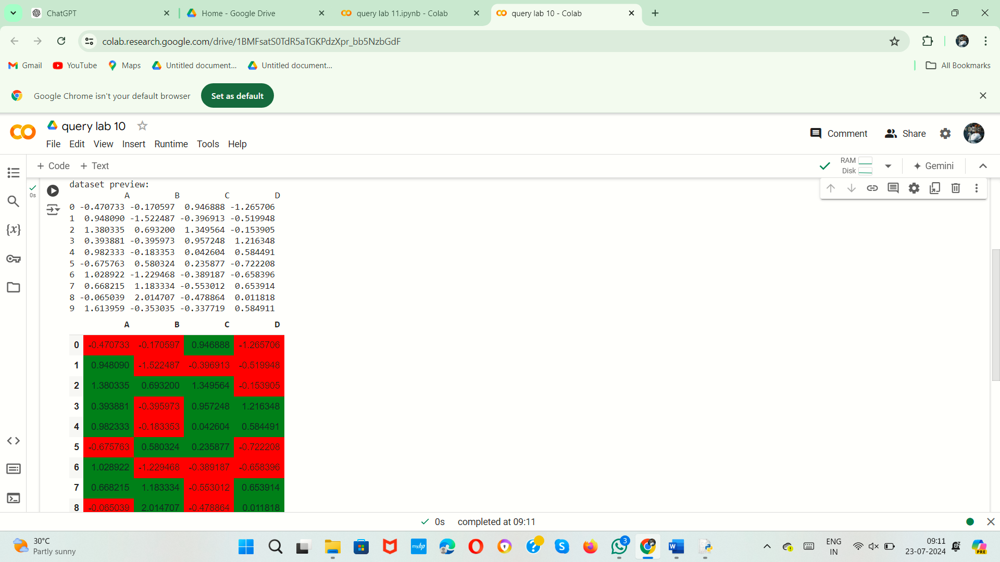 ChatGPT
Home - Google Drive
query lab 11.ipynb - Colab
query lab 10 - Colab
colab.research.google.com/drive/1BMFsatS0TdR5aTGKPdzXpr_bb5NzbGdF
Gmail YouTube Maps Untitled document... Untitled document... All Bookmarks
Google Chrome isn't your default browser Set as default
query lab 10
File Edit View Insert Runtime Tools Help
Comment Share
+ Code + Text
RAM
Disk
Gemini
0s
dataset preview:
A B C D
0 -0.470733 -0.170597 0.946888 -1.265706
1 0.948090 -1.522487 -0.396913 -0.519948
2 1.380335 0.693200 1.349564 -0.153905
3 0.393881 -0.395973 0.957248 1.216348
4 0.982333 -0.183353 0.042604 0.584491
5 -0.675763 0.580324 0.235877 -0.722208
6 1.028922 -1.229468 -0.389187 -0.658396
7 0.668215 1.183334 -0.553012 0.653914
8 -0.065039 2.014707 -0.478864 0.011818
9 1.613959 -0.353035 -0.337719 0.584911
A B C D
0 -0.470733 -0.170597 0.946888 -1.265706
1 0.948090 -1.522487 -0.396913 -0.519948
2 1.380335 0.693200 1.349564 -0.153905
3 0.393881 -0.395973 0.957248 1.216348
4 0.982333 -0.183353 0.042604 0.584491
5 -0.675763 0.580324 0.235877 -0.722208
6 1.028922 -1.229468 -0.389187 -0.658396
7 0.668215 1.183334 -0.553012 0.653914
8 -0.065039 2.014707 -0.478864 0.011818
{x}
0s completed at 09:11
30°C
Partly sunny
myhp
3
ENG
IN
09:11
23-07-2024
PRE